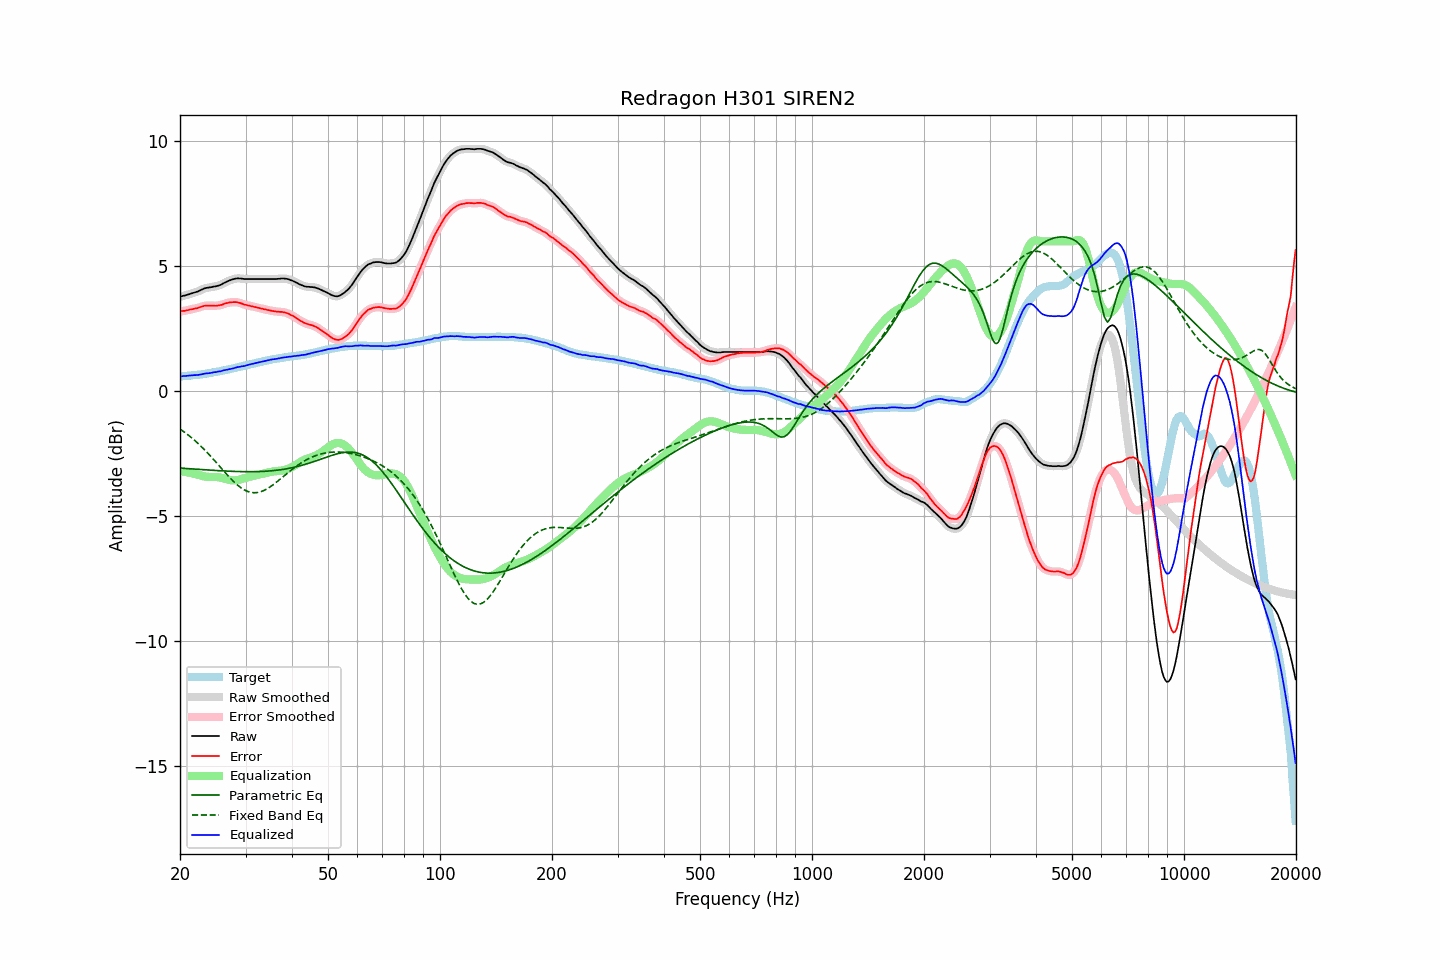 Redragon H301 SIREN2
Amplitude (dBr)
10
5
0
−5
−10
−15
Target
Raw Smoothed
Error Smoothed
Raw
Error
Equalization
Parametric Eq
Fixed Band Eq
Equalized
20 50 100 200 500 1000 2000 5000 10000 20000
Frequency (Hz)